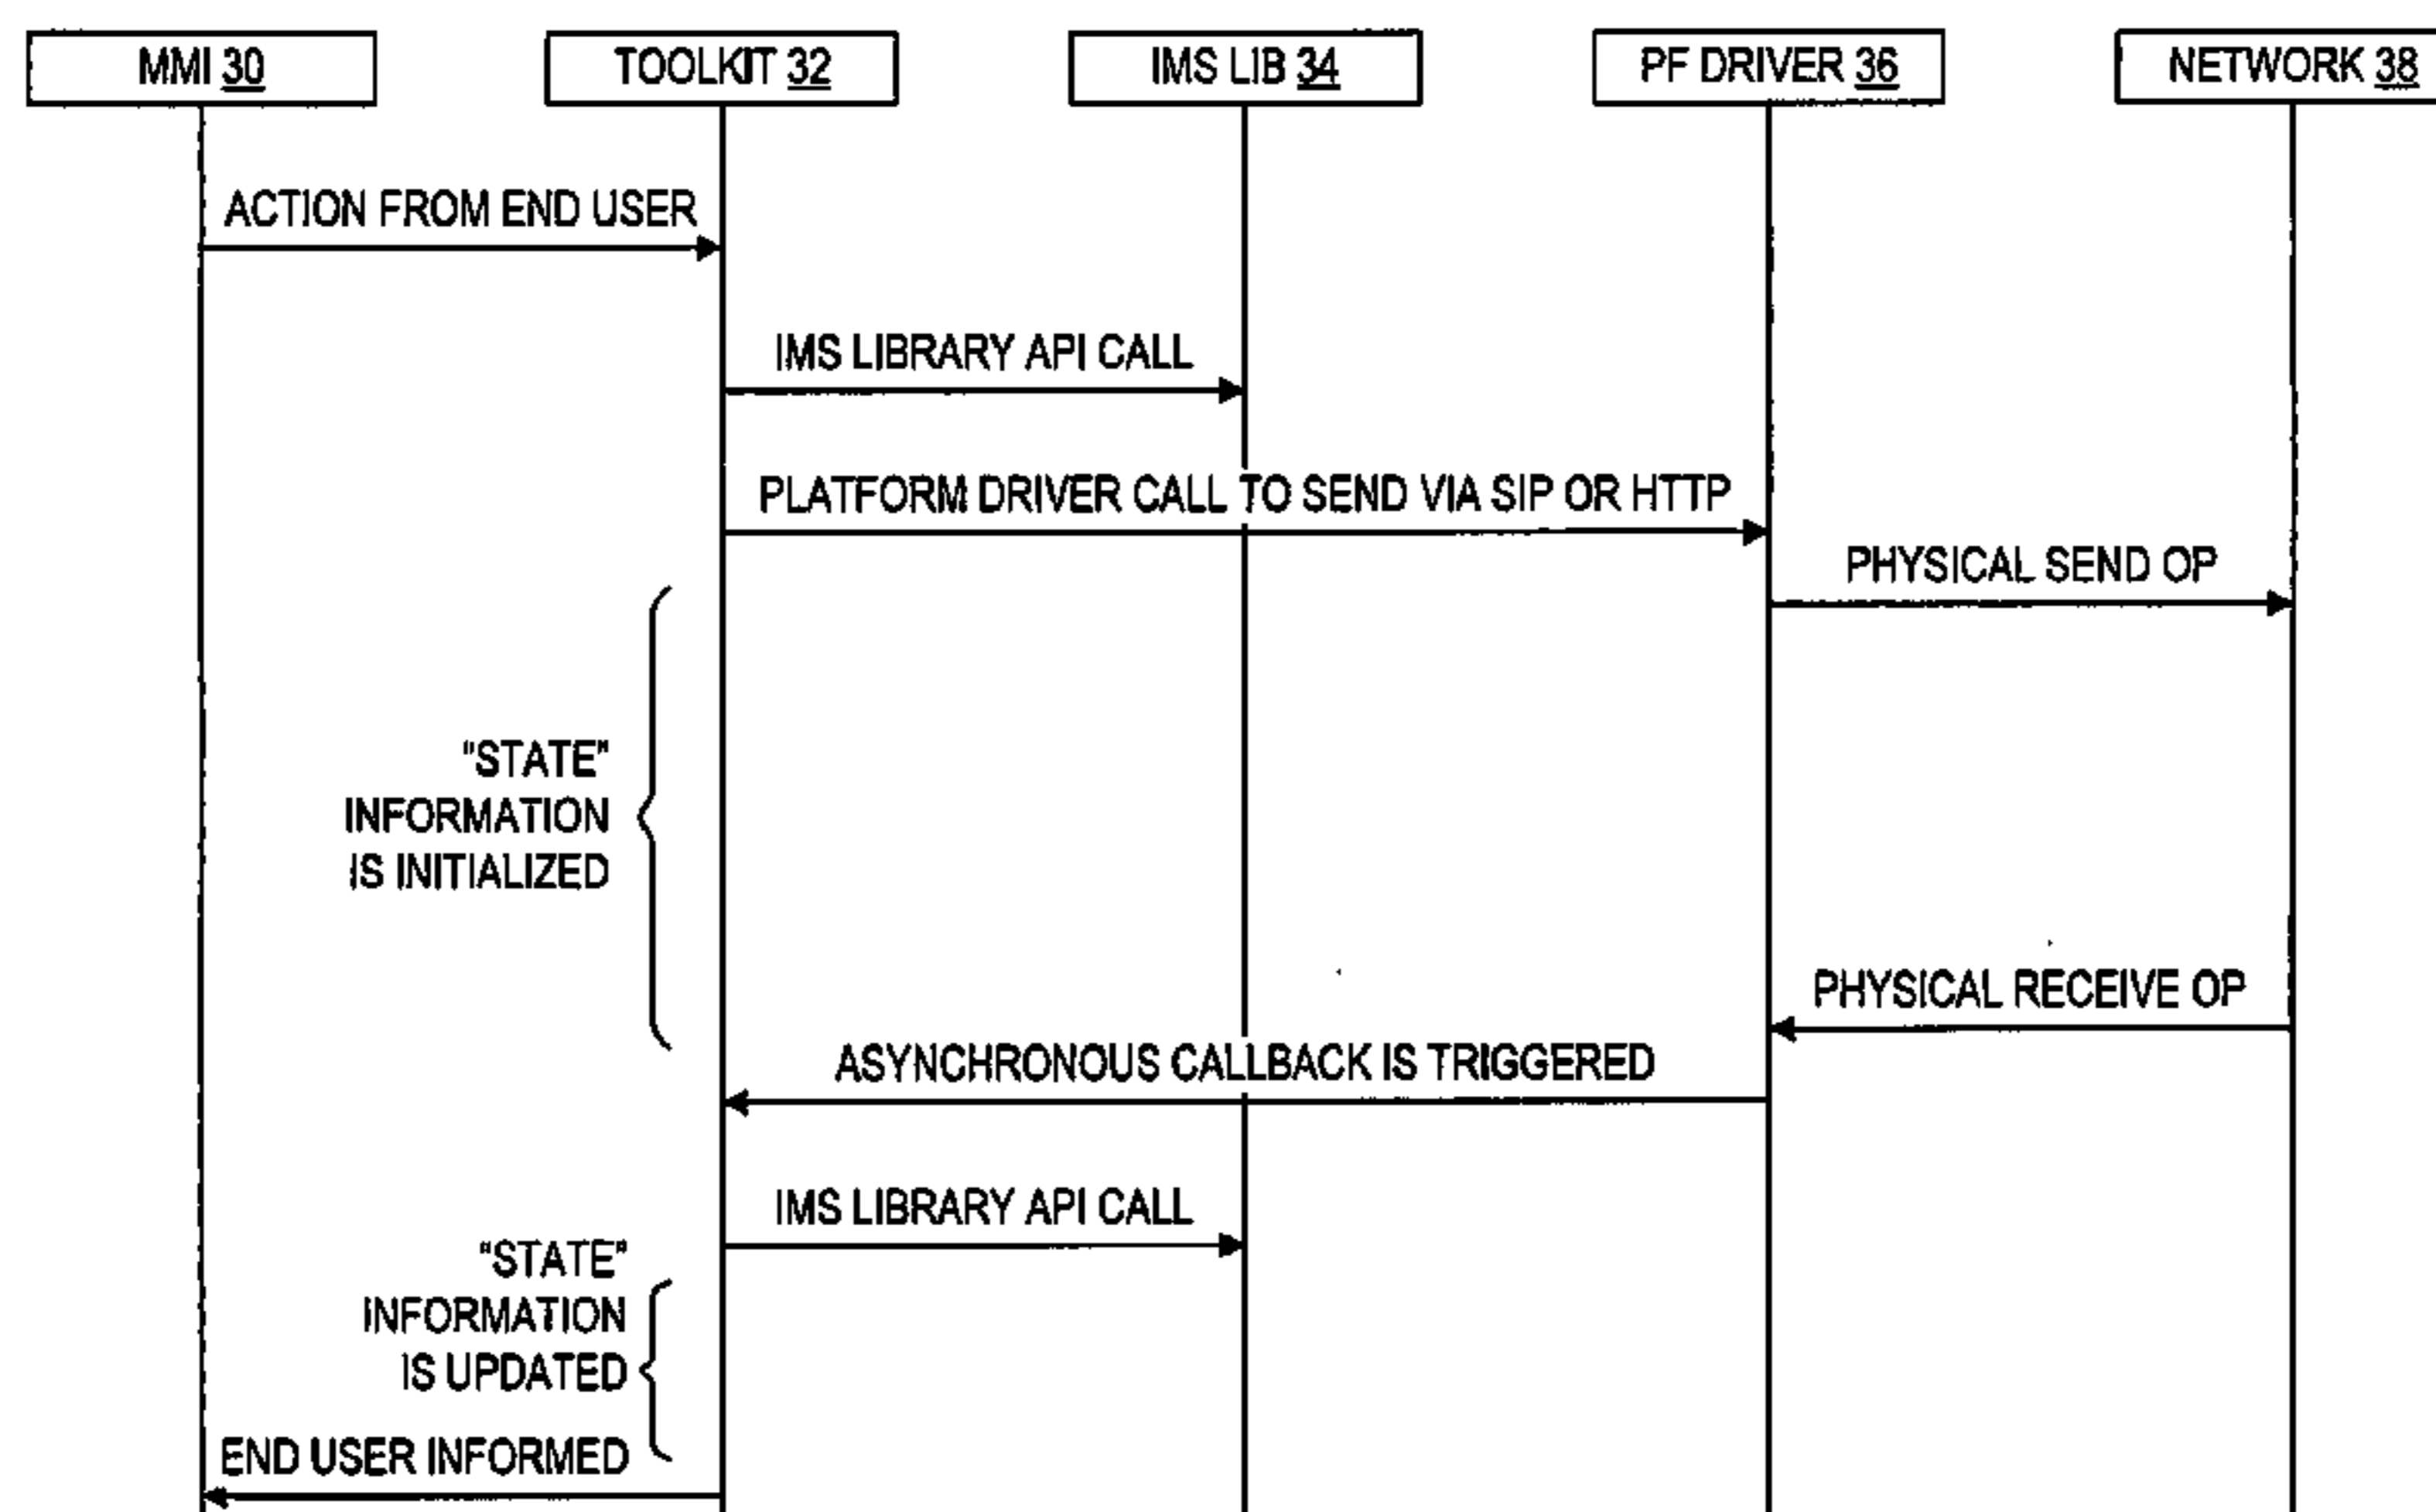 MMI 30
TOOLKIT 32
IMS LIB 34
PF DRIVER 36
NETWORK 38
ACTION FROM END USER
IMS LIBRARY API CALL
PLATFORM DRIVER CALL TO SEND VIA SIP OR HTTP
PHYSICAL SEND OP
"STATE"
INFORMATION
IS INITIALIZED
PHYSICAL RECEIVE OP
ASYNCHRONOUS CALLBACK IS TRIGGERED
IMS LIBRARY API CALL
"STATE"
INFORMATION
IS UPDATED
END USER INFORMED